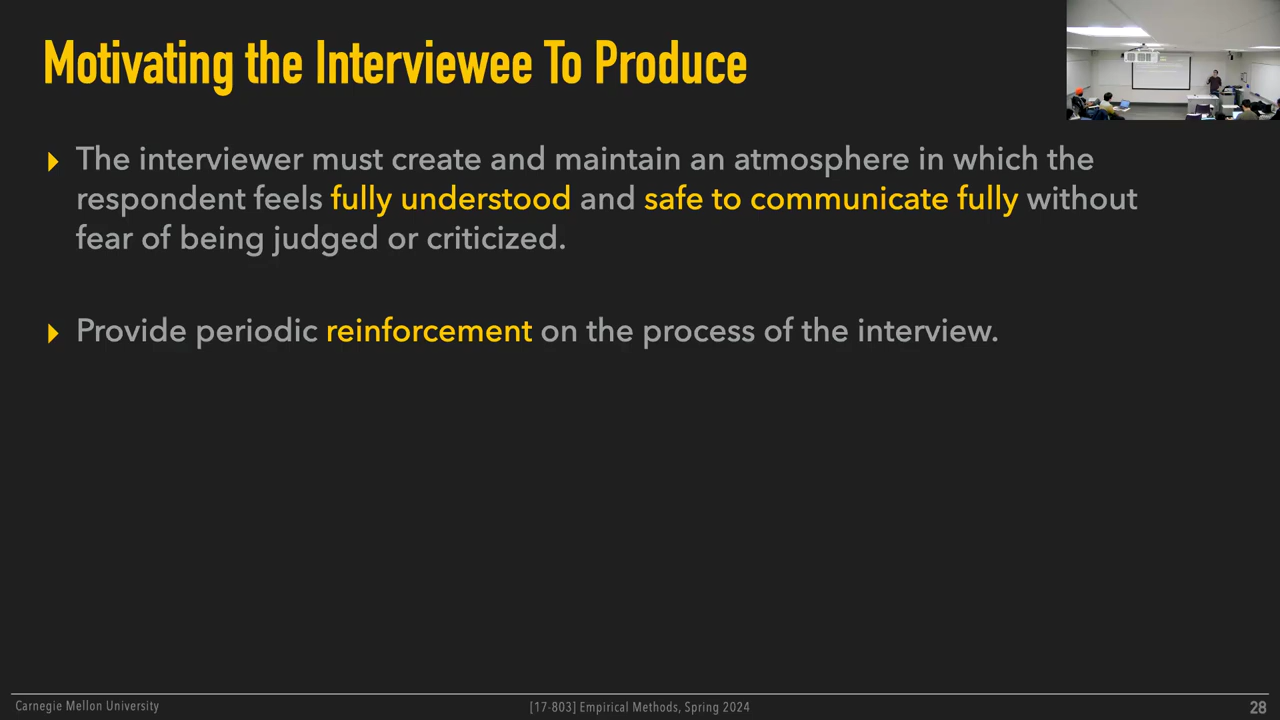 Motivating the Interviewee To Produce
The interviewer must create and maintain an atmosphere in which the
respondent feels fully understood and safe to communicate fully without
fear of being judged or criticized.
Provide periodic reinforcement on the process of the interview.
Carnegie Mellon University
[17-803] Empirical Methods, Spring 2024
28